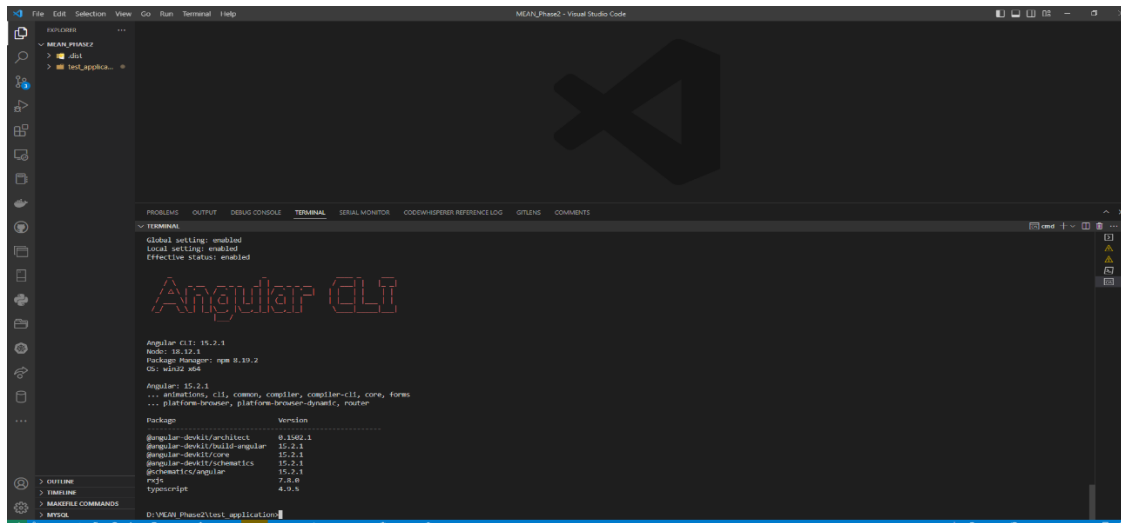 File Edit Selection View Go Run Terminal Help
MEAN_Phase2 - Visual Studio Code
EXPLORER
MEAN_PHASE2
.dist
test_applica...
PROBLEMS OUTPUT DEBUG CONSOLE TERMINAL SERIAL MONITOR CODEWHISPERER REFERENCE LOG GITLENS COMMENTS
TERMINAL
cmd
Global setting: enabled
Local setting: enabled
Effective status: enabled
Angular CLI
Angular CLI: 15.2.1
Node: 18.12.1
Package Manager: npm 8.19.2
OS: win32 x64
Angular: 15.2.1
... animations, cli, common, compiler, compiler-cli, core, forms
... platform-browser, platform-browser-dynamic, router
Package Version
------------------------------------------------------
@angular-devkit/architect 0.1502.1
@angular-devkit/build-angular 15.2.1
@angular-devkit/core 15.2.1
@angular-devkit/schematics 15.2.1
@schematics/angular 15.2.1
rxjs 7.8.0
typescript 4.9.5
D:\MEAN_Phase2\test_application>
OUTLINE
TIMELINE
MAKEFILE COMMANDS
MYSQL